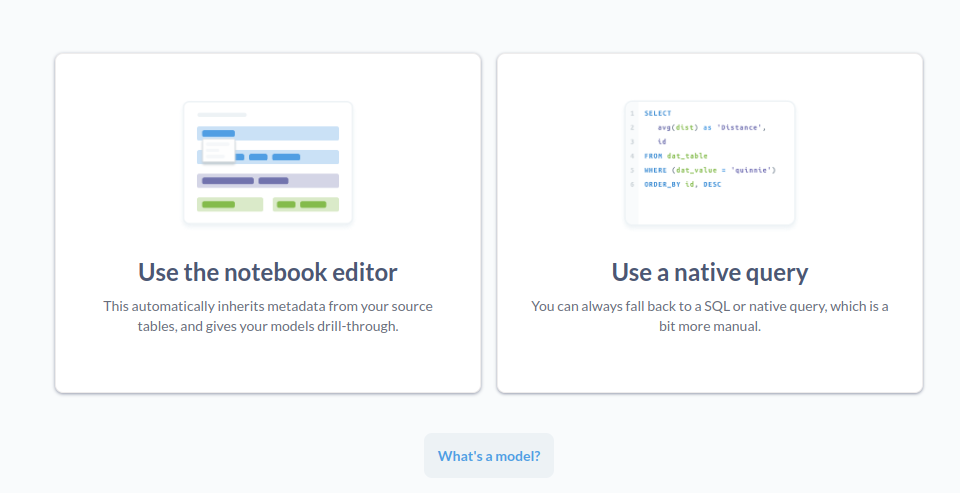 1 SELECT
2 avg(dist) as 'Distance',
3 id
4 FROM dat_table
5 WHERE (dat_value = 'quinnie')
6 ORDER_BY id, DESC
Use the notebook editor
This automatically inherits metadata from your source
tables, and gives your models drill-through.
Use a native query
You can always fall back to a SQL or native query, which is a
bit more manual.
What's a model?